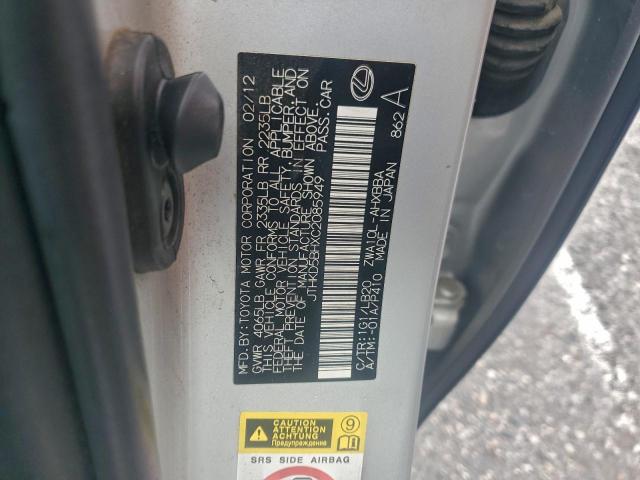 MFD.BY: TOYOTA MOTOR CORPORATION 02/12
GVWR 4065LB GAWR FR 2335LB RR 2235LB
THIS VEHICLE CONFORMS TO ALL APPLICABLE
FEDERAL MOTOR VEHICLE SAFETY, BUMPER, AND
THEFT PREVENTION STANDARDS IN EFFECT ON
THE DATE OF MANUFACTURE SHOWN ABOVE.
JTHKD5BHXC2085949 PASS.CAR
C/TR:1G1/LB20 ZWA10L-AHXBBA 862 A
A/TM:-01A/P410 MADE IN JAPAN
CAUTION
ATTENTION
ACHTUNG
Предупреждение
9
SRS SIDE AIRBAG